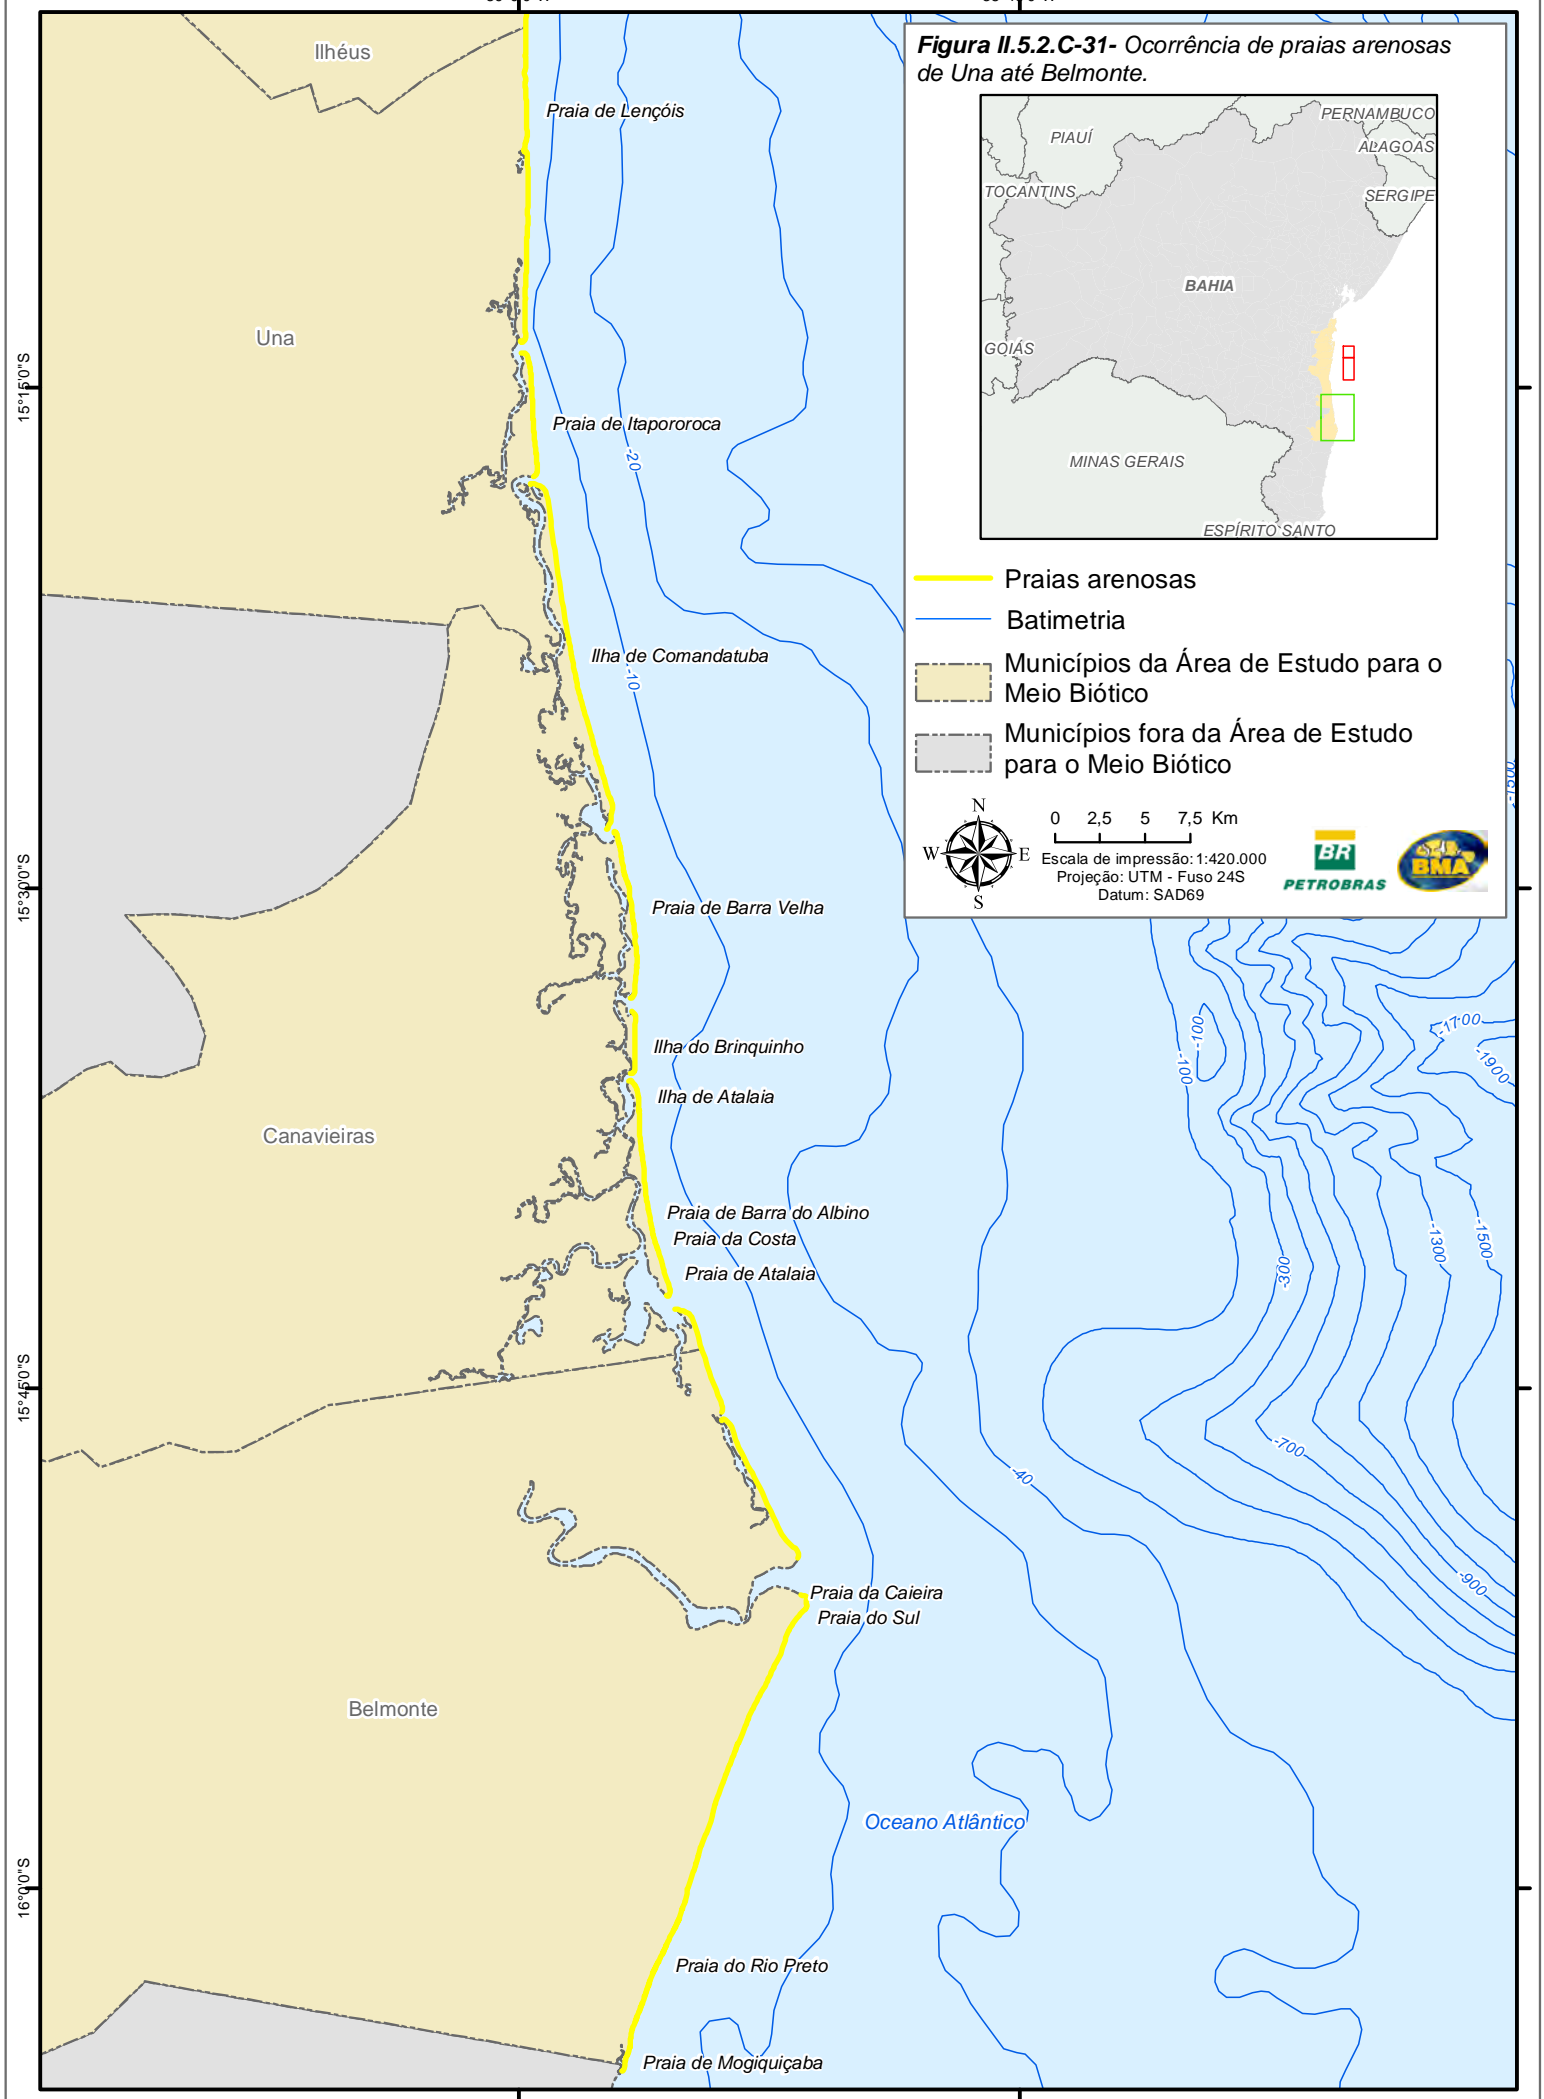 Figura II.5.2.C-31- Ocorrência de praias arenosas
de Una até Belmonte.
PERNAMBUCO
PIAUÍ
ALAGOAS
TOCANTINS
SERGIPE
BAHIA
GOIÁS
MINAS GERAIS
ESPÍRITO SANTO
Praias arenosas
Batimetria
Municípios da Área de Estudo para o
Meio Biótico
Municípios fora da Área de Estudo
para o Meio Biótico
N
W
E
S
0 2,5 5 7,5 Km
Escala de impressão:1:420.000
Projeção: UTM - Fuso 24S
Datum: SAD69
BR
PETROBRAS
BMA
Ilhéus
Praia de Lençóis
Una
15°15'0"S
Praia de Itapororoca
-20
Ilha de Comandatuba
-10
-1500
15°30'0"S
Praia de Barra Velha
Ilha do Brinquinho
Ilha de Atalaia
-100
-100
-1700
-1900
Canavieiras
Praia de Barra do Albino
Praia da Costa
Praia de Atalaia
-300
-1300
-1500
15°45'0"S
-700
-40
-900
Praia da Caieira
Praia do Sul
Belmonte
Oceano Atlântico
16°0'0"S
Praia do Rio Preto
Praia de Mogiquiçaba